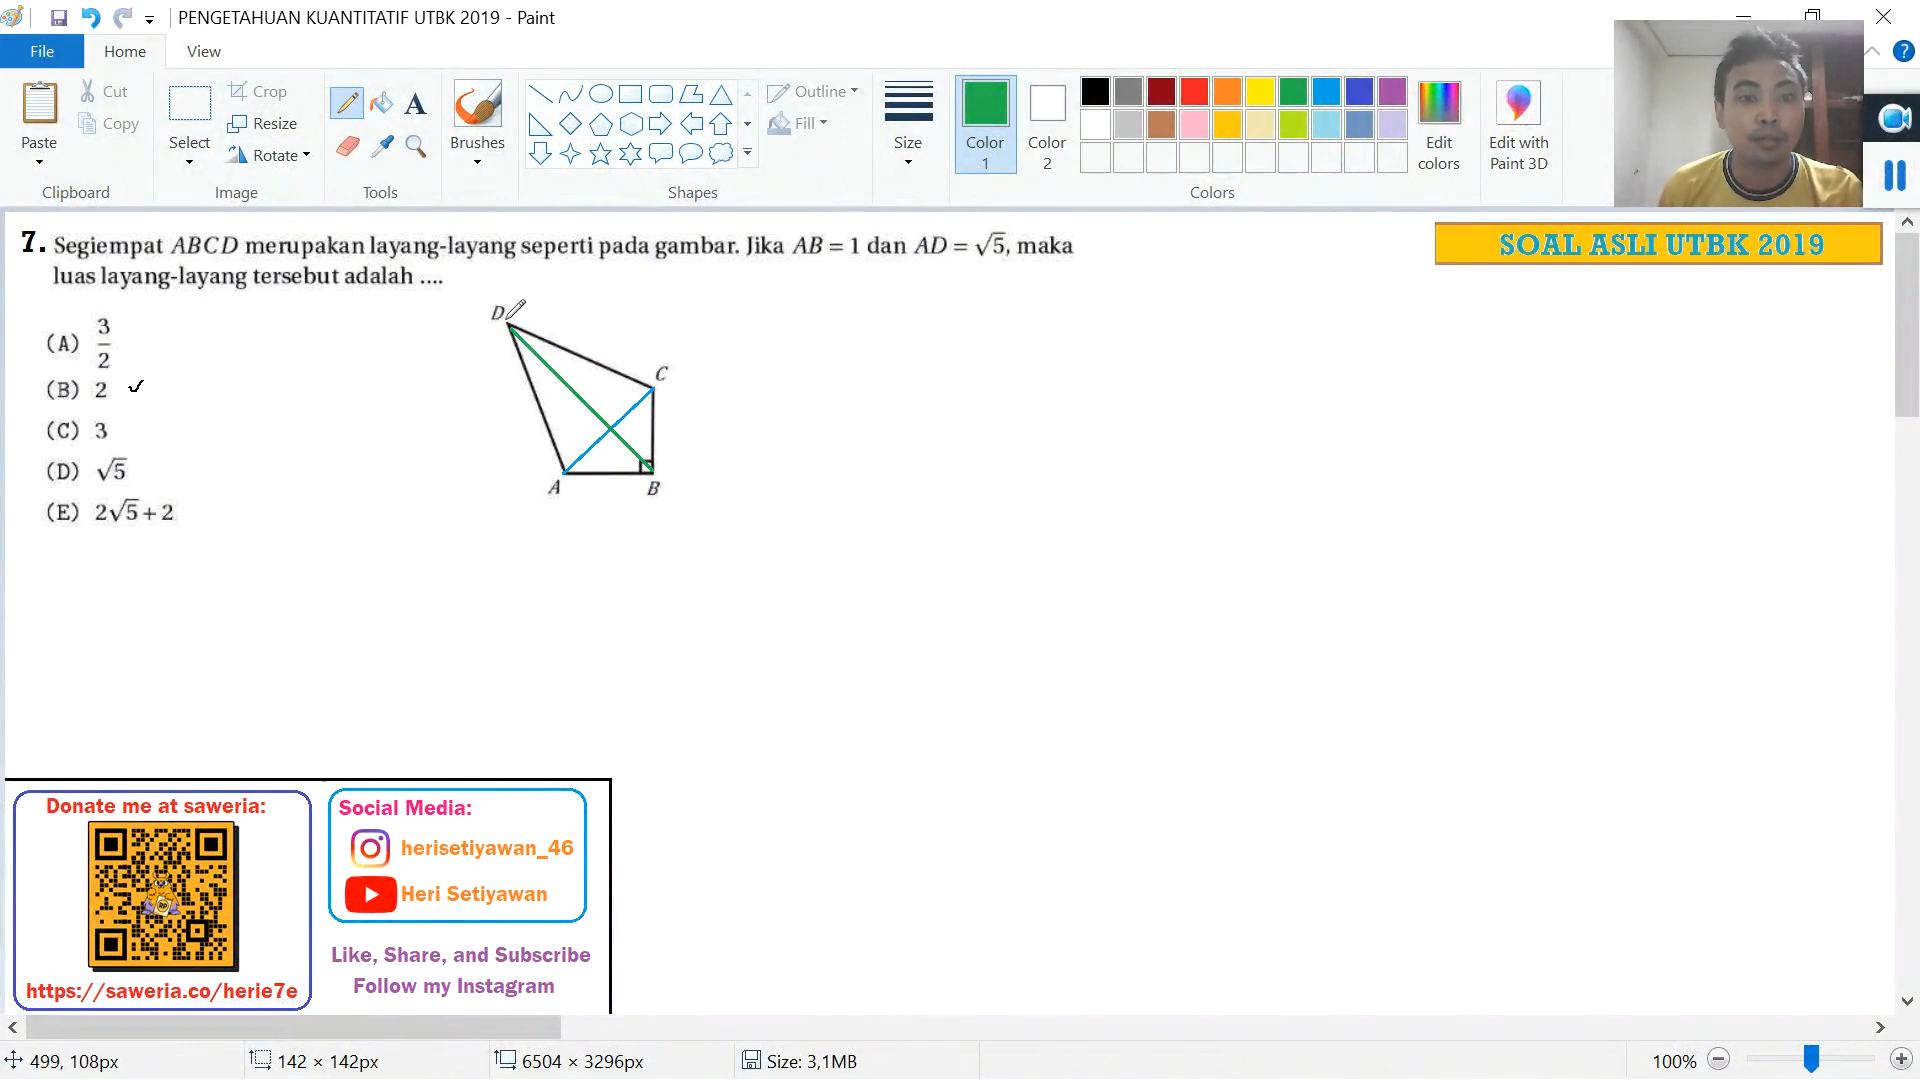 PENGETAHUAN KUANTITATIF UTBK 2019 - Paint
File Home View
Paste Cut Copy Clipboard
Select Crop Resize Rotate Image
Tools
Brushes
Outline Fill Shapes
Size
Color 1
Color 2
Edit colors
Edit with Paint 3D
Colors
7. Segiempat ABCD merupakan layang-layang seperti pada gambar. Jika AB = 1 dan AD = √5, maka
luas layang-layang tersebut adalah ....
SOAL ASLI UTBK 2019
(A) 3/2
(B) 2 ✓
(C) 3
(D) √5
(E) 2√5 + 2
D
C
A
B
Donate me at saweria:
https://saweria.co/herie7e
Social Media:
herisetiyawan_46
Heri Setiyawan
Like, Share, and Subscribe
Follow my Instagram
499, 108px 142 × 142px 6504 × 3296px Size: 3,1MB 100%